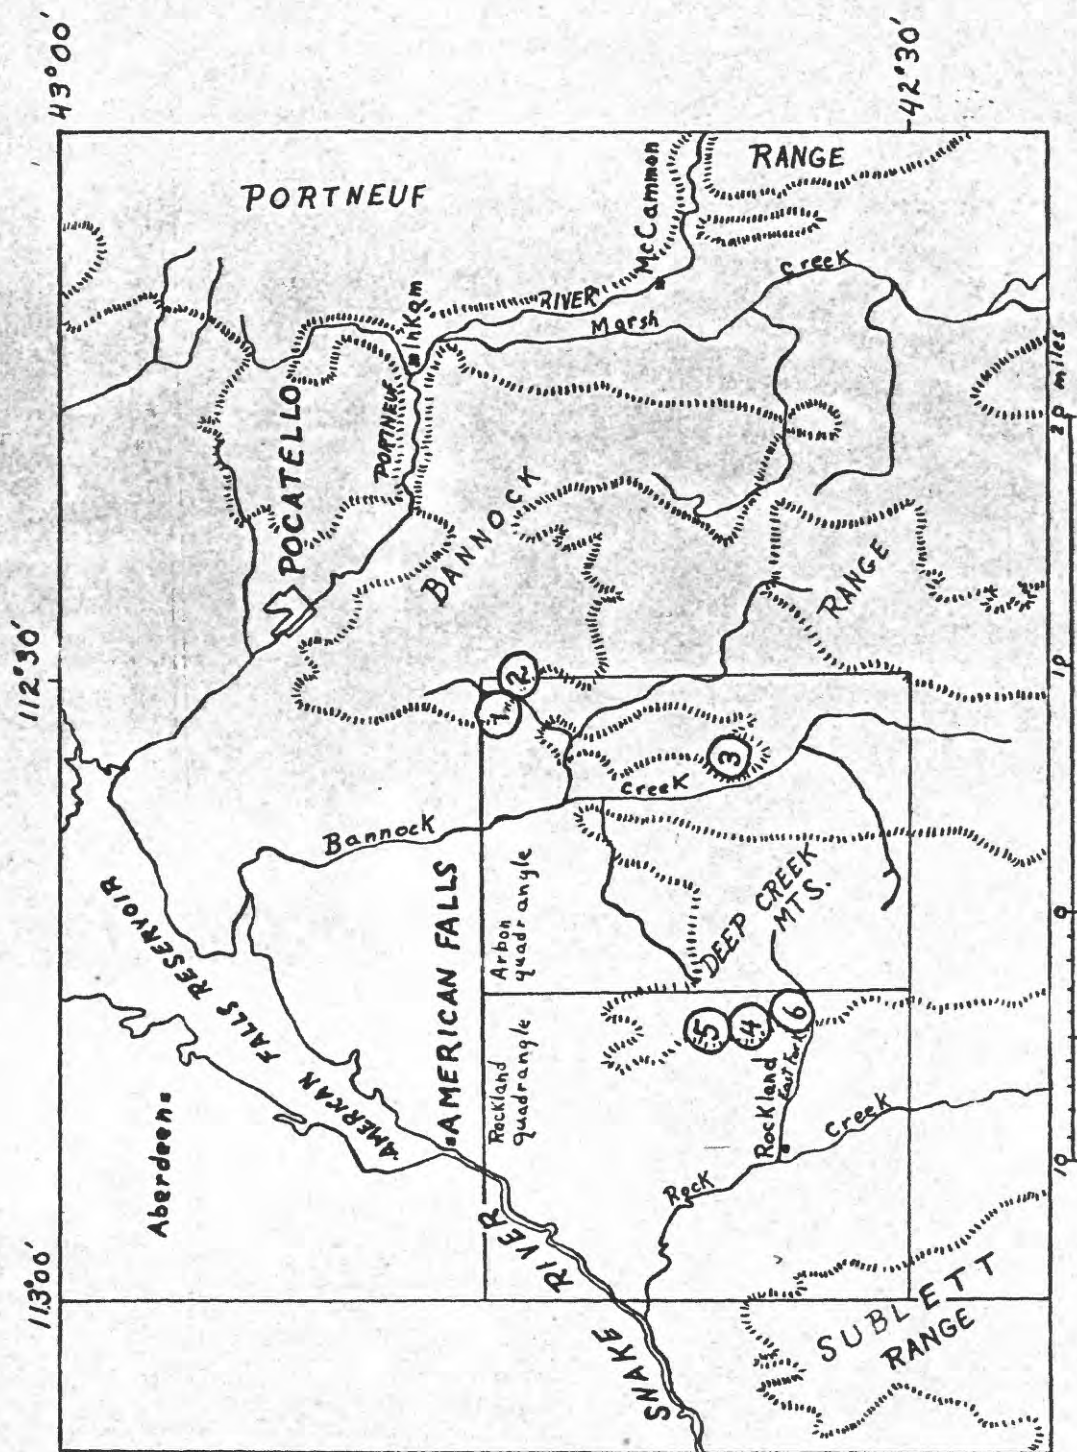 43°00'
42°30'
112°30'
113°00'
PORTNEUF
RANGE
McCammon
RIVER
Marsh
Creek
Inkom
PORTNEUF
POCATELLO
BANNOCK
RANGE
1
2
3
Creek
Bannock
AMERICAN FALLS
Arbon
quadrangle
DEEP CREEK
MTS.
Rockland
quadrangle
5
4
6
Rockland
East Fork
Rock
Creek
AMERICAN
FALLS RESERVOIR
Aberdeen
SNAKE
RIVER
SUBLETT
RANGE
10
0
10
20 miles